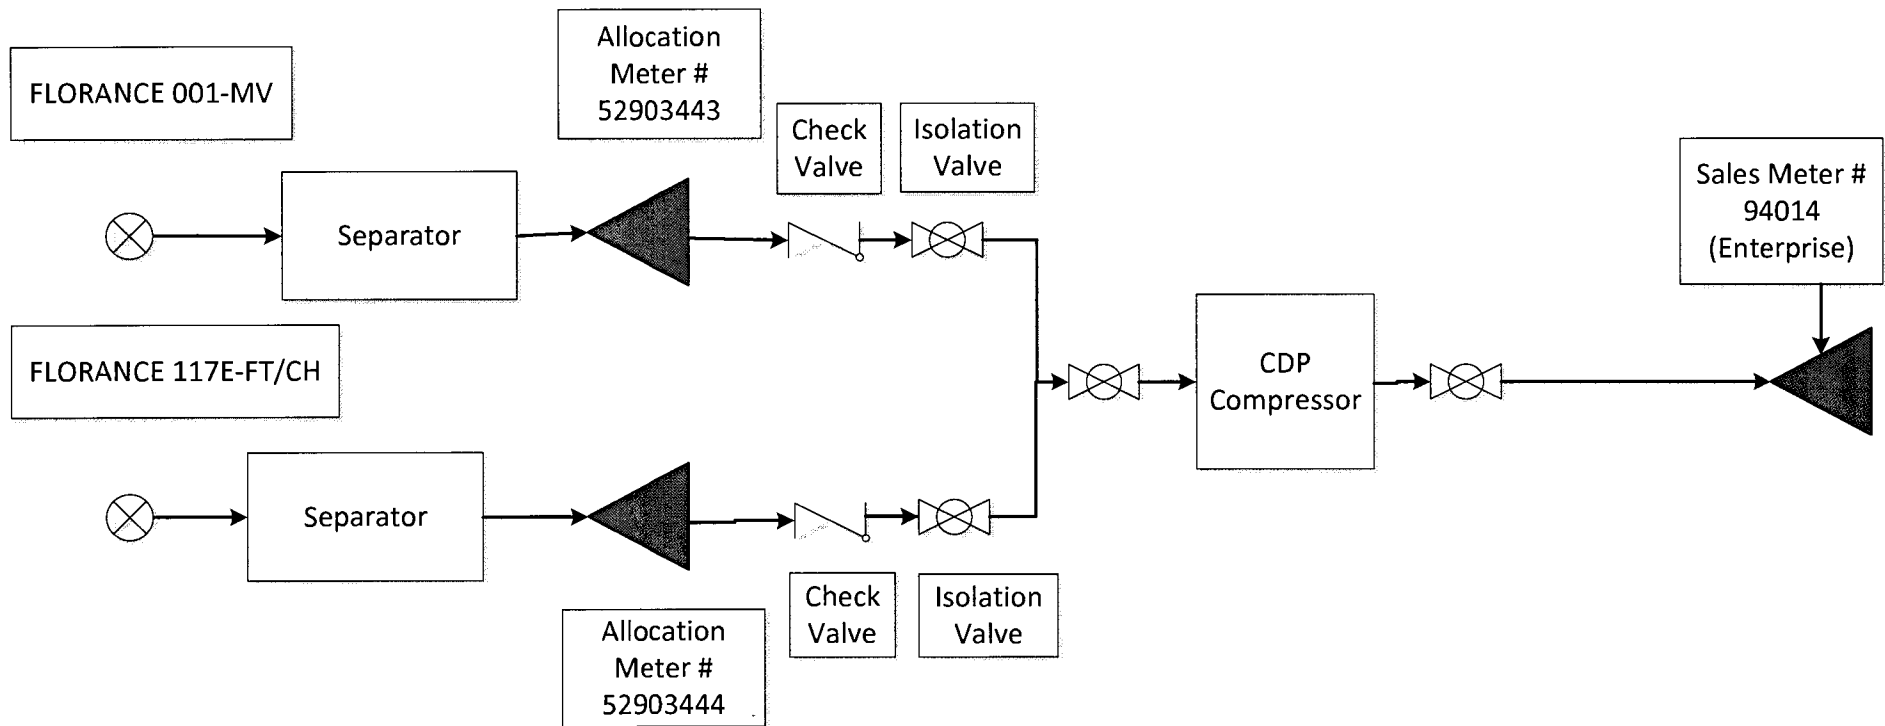 FLORANCE 001-MV
Allocation
Meter #
52903443
Check
Valve
Isolation
Valve
Separator
Sales Meter #
94014
(Enterprise)
FLORANCE 117E-FT/CH
CDP
Compressor
Separator
Allocation
Meter #
52903444
Check
Valve
Isolation
Valve